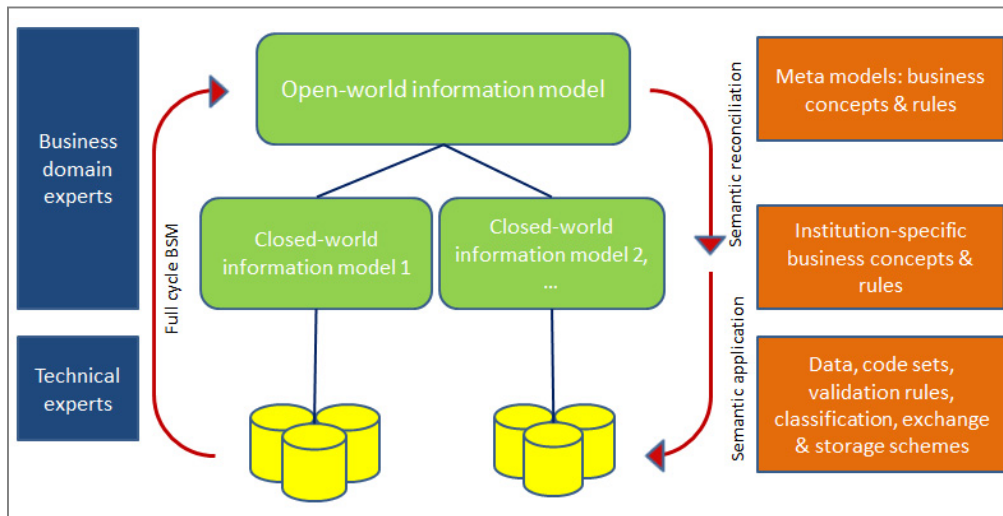 Business
domain
experts
Technical
experts
Full cycle BSM
Open-world information model
Closed-world
information model 1
Closed-world
information model 2,
...
Semantic reconciliation
Semantic application
Meta models: business
concepts & rules
Institution-specific
business concepts &
rules
Data, code sets,
validation rules,
classification, exchange
& storage schemes